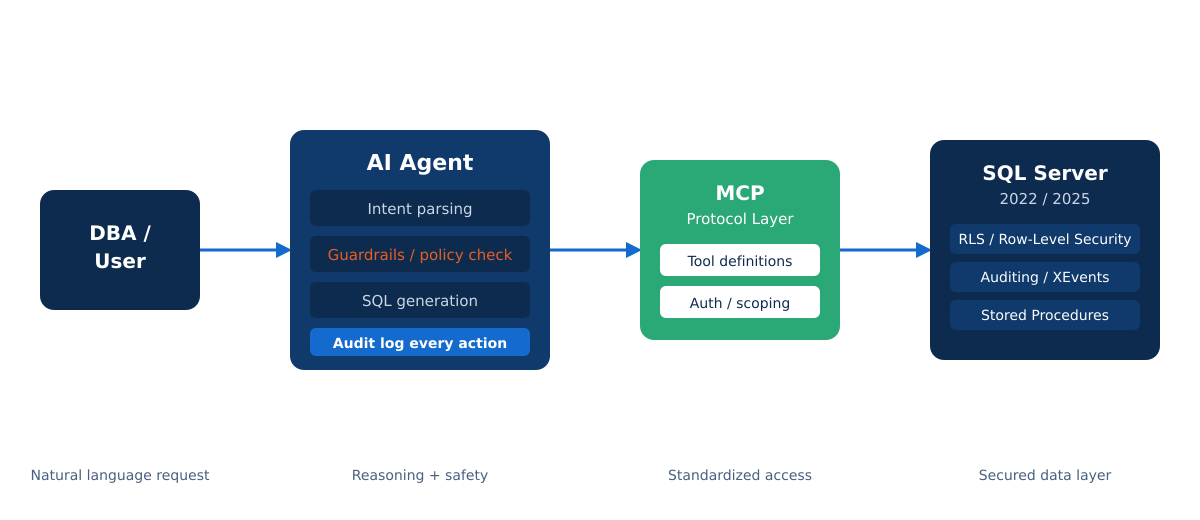 DBA /
User
AI Agent
Intent parsing
Guardrails / policy check
SQL generation
Audit log every action
MCP
Protocol Layer
Tool definitions
Auth / scoping
SQL Server
2022 / 2025
RLS / Row-Level Security
Auditing / XEvents
Stored Procedures
Natural language request
Reasoning + safety
Standardized access
Secured data layer